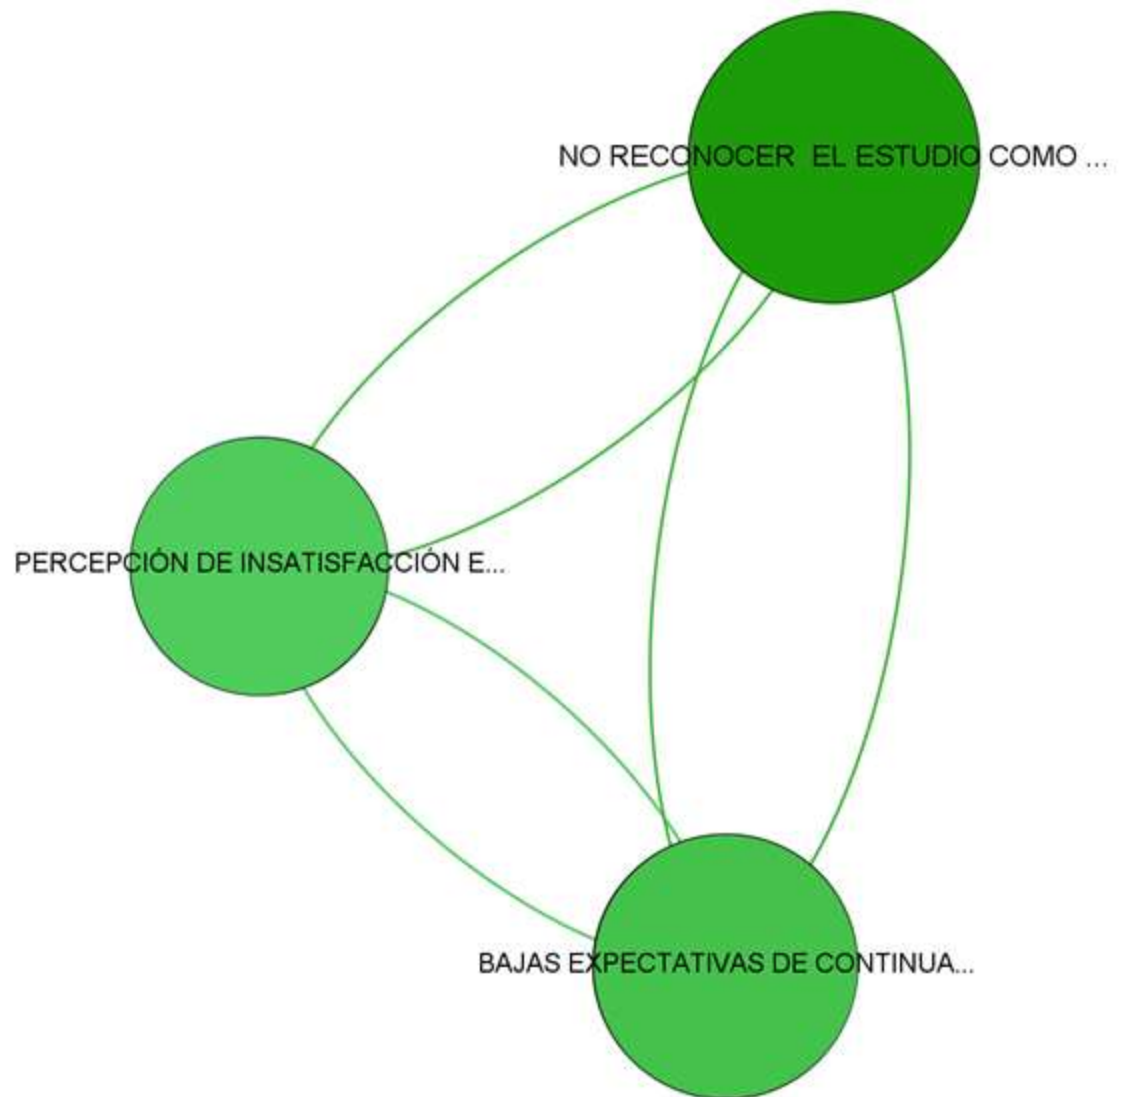 NO RECONOCER  EL ESTUDIO COMO ...
PERCEPCIÓN DE INSATISFACCIÓN E...
BAJAS EXPECTATIVAS DE CONTINUA...